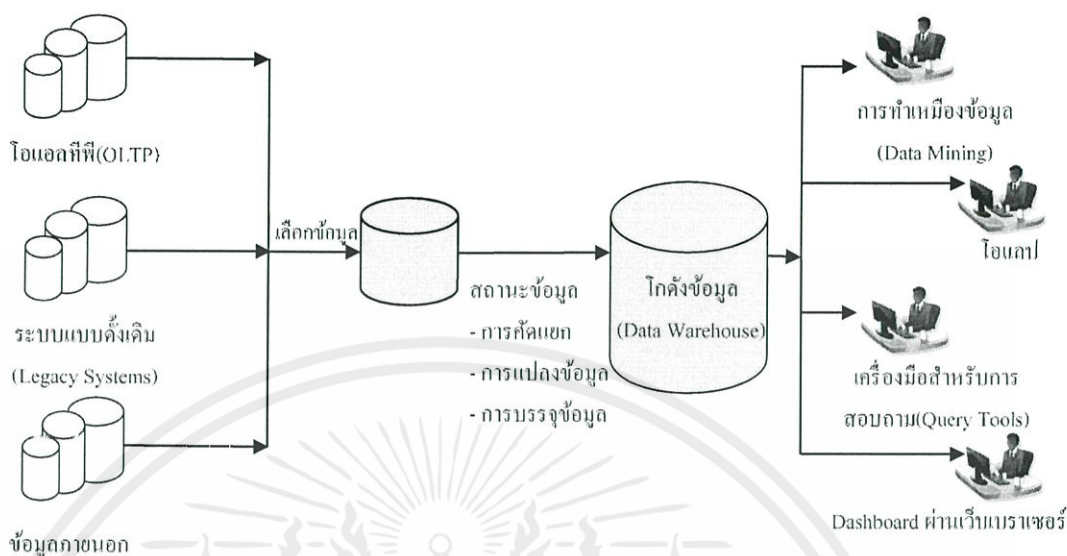 โอแอลทีพี(OLTP)
ระบบแบบดั้งเดิม
(Legacy Systems)
ข้อมูลภายนอก
เลือกข้อมูล
สถานะข้อมูล
- การคัดแยก
- การแปลงข้อมูล
- การบรรจุข้อมูล
โกดังข้อมูล
(Data Warehouse)
การทำเหมืองข้อมูล
(Data Mining)
โอแลป
เครื่องมือสำหรับการ
สอบถาม(Query Tools)
Dashboard ผ่านเว็บเบราเซอร์